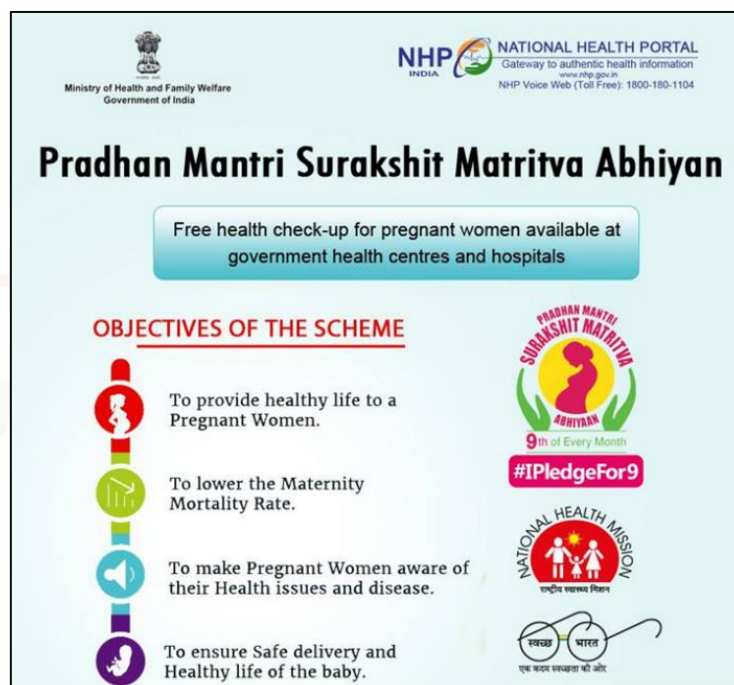 Ministry of Health and Family Welfare
Government of India
NHP
INDIA
NATIONAL HEALTH PORTAL
Gateway to authentic health information
www.nhp.gov.in
NHP Voice Web (Toll Free): 1800-180-1104
Pradhan Mantri Surakshit Matritva Abhiyan
Free health check-up for pregnant women available at
government health centres and hospitals
OBJECTIVES OF THE SCHEME
To provide healthy life to a
Pregnant Women.
To lower the Maternity
Mortality Rate.
To make Pregnant Women aware of
their Health issues and disease.
To ensure Safe delivery and
Healthy life of the baby.
PRADHAN MANTRI
SURAKSHIT MATRITVA
ABHIYAAN
9th of Every Month
#IPledgeFor9
NATIONAL HEALTH MISSION
राष्ट्रीय स्वास्थ्य मिशन
स्वच्छ भारत
एक कदम स्वच्छता की ओर